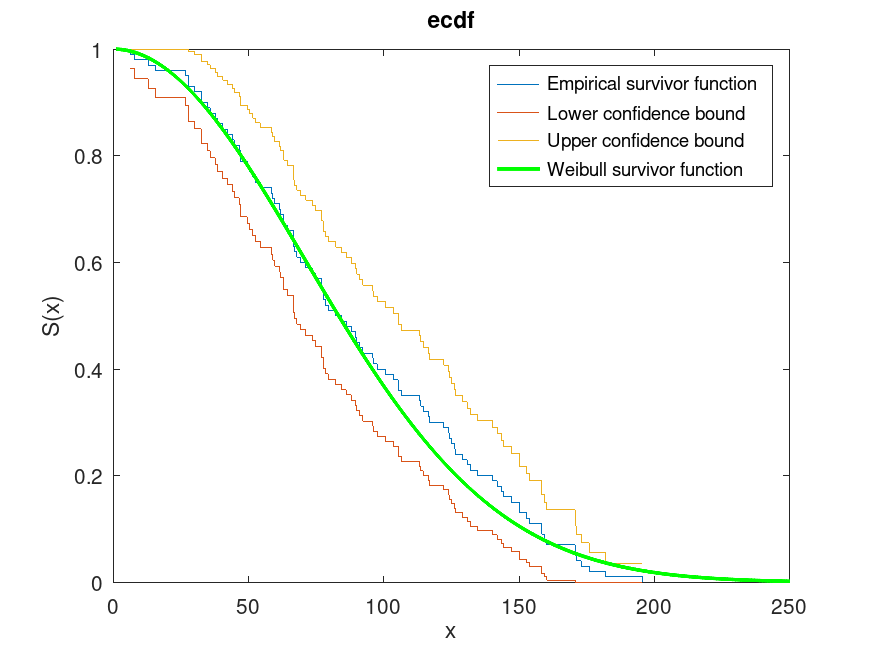 ecdf
Empirical survivor function
Lower confidence bound
Upper confidence bound
Weibull survivor function
1
0.8
0.6
0.4
0.2
0
S(x)
0 50 100 150 200 250
x